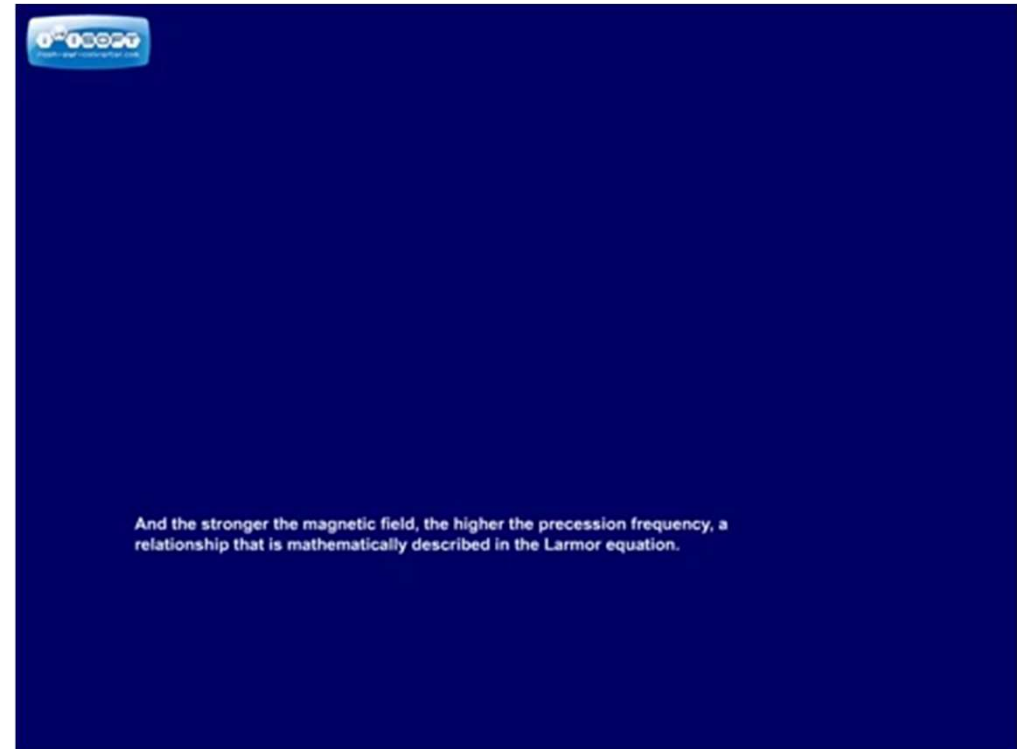 And the stronger the magnetic field, the higher the precession frequency, a
relationship that is mathematically described in the Larmor equation.